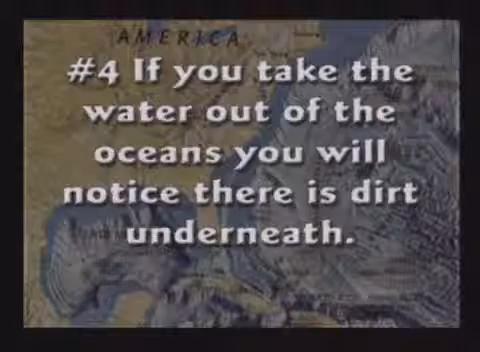 AMERICA
#4 If you take the
water out of the
oceans you will
notice there is dirt
underneath.